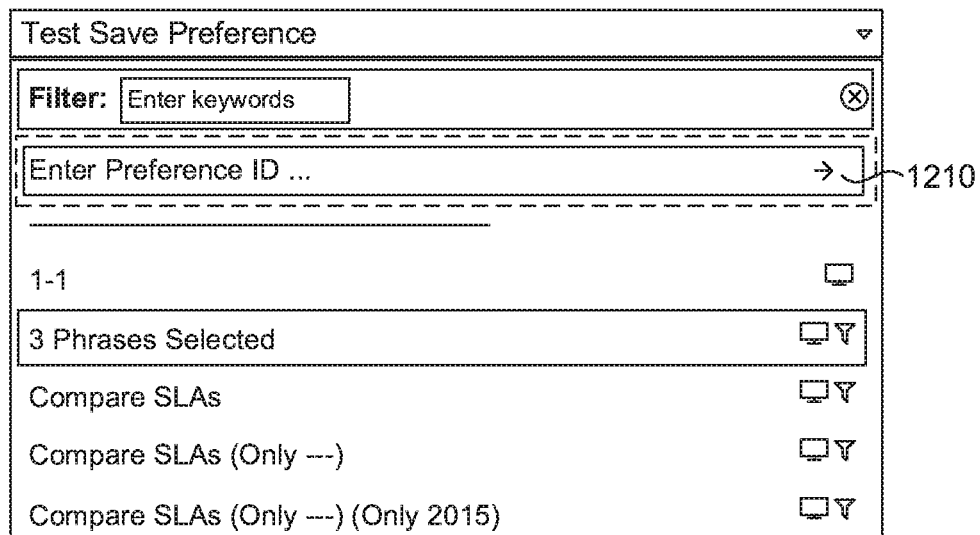 Test Save Preference
Filter: Enter keywords
Enter Preference ID ...
1210
1-1
3 Phrases Selected
Compare SLAs
Compare SLAs (Only ---)
Compare SLAs (Only ---) (Only 2015)